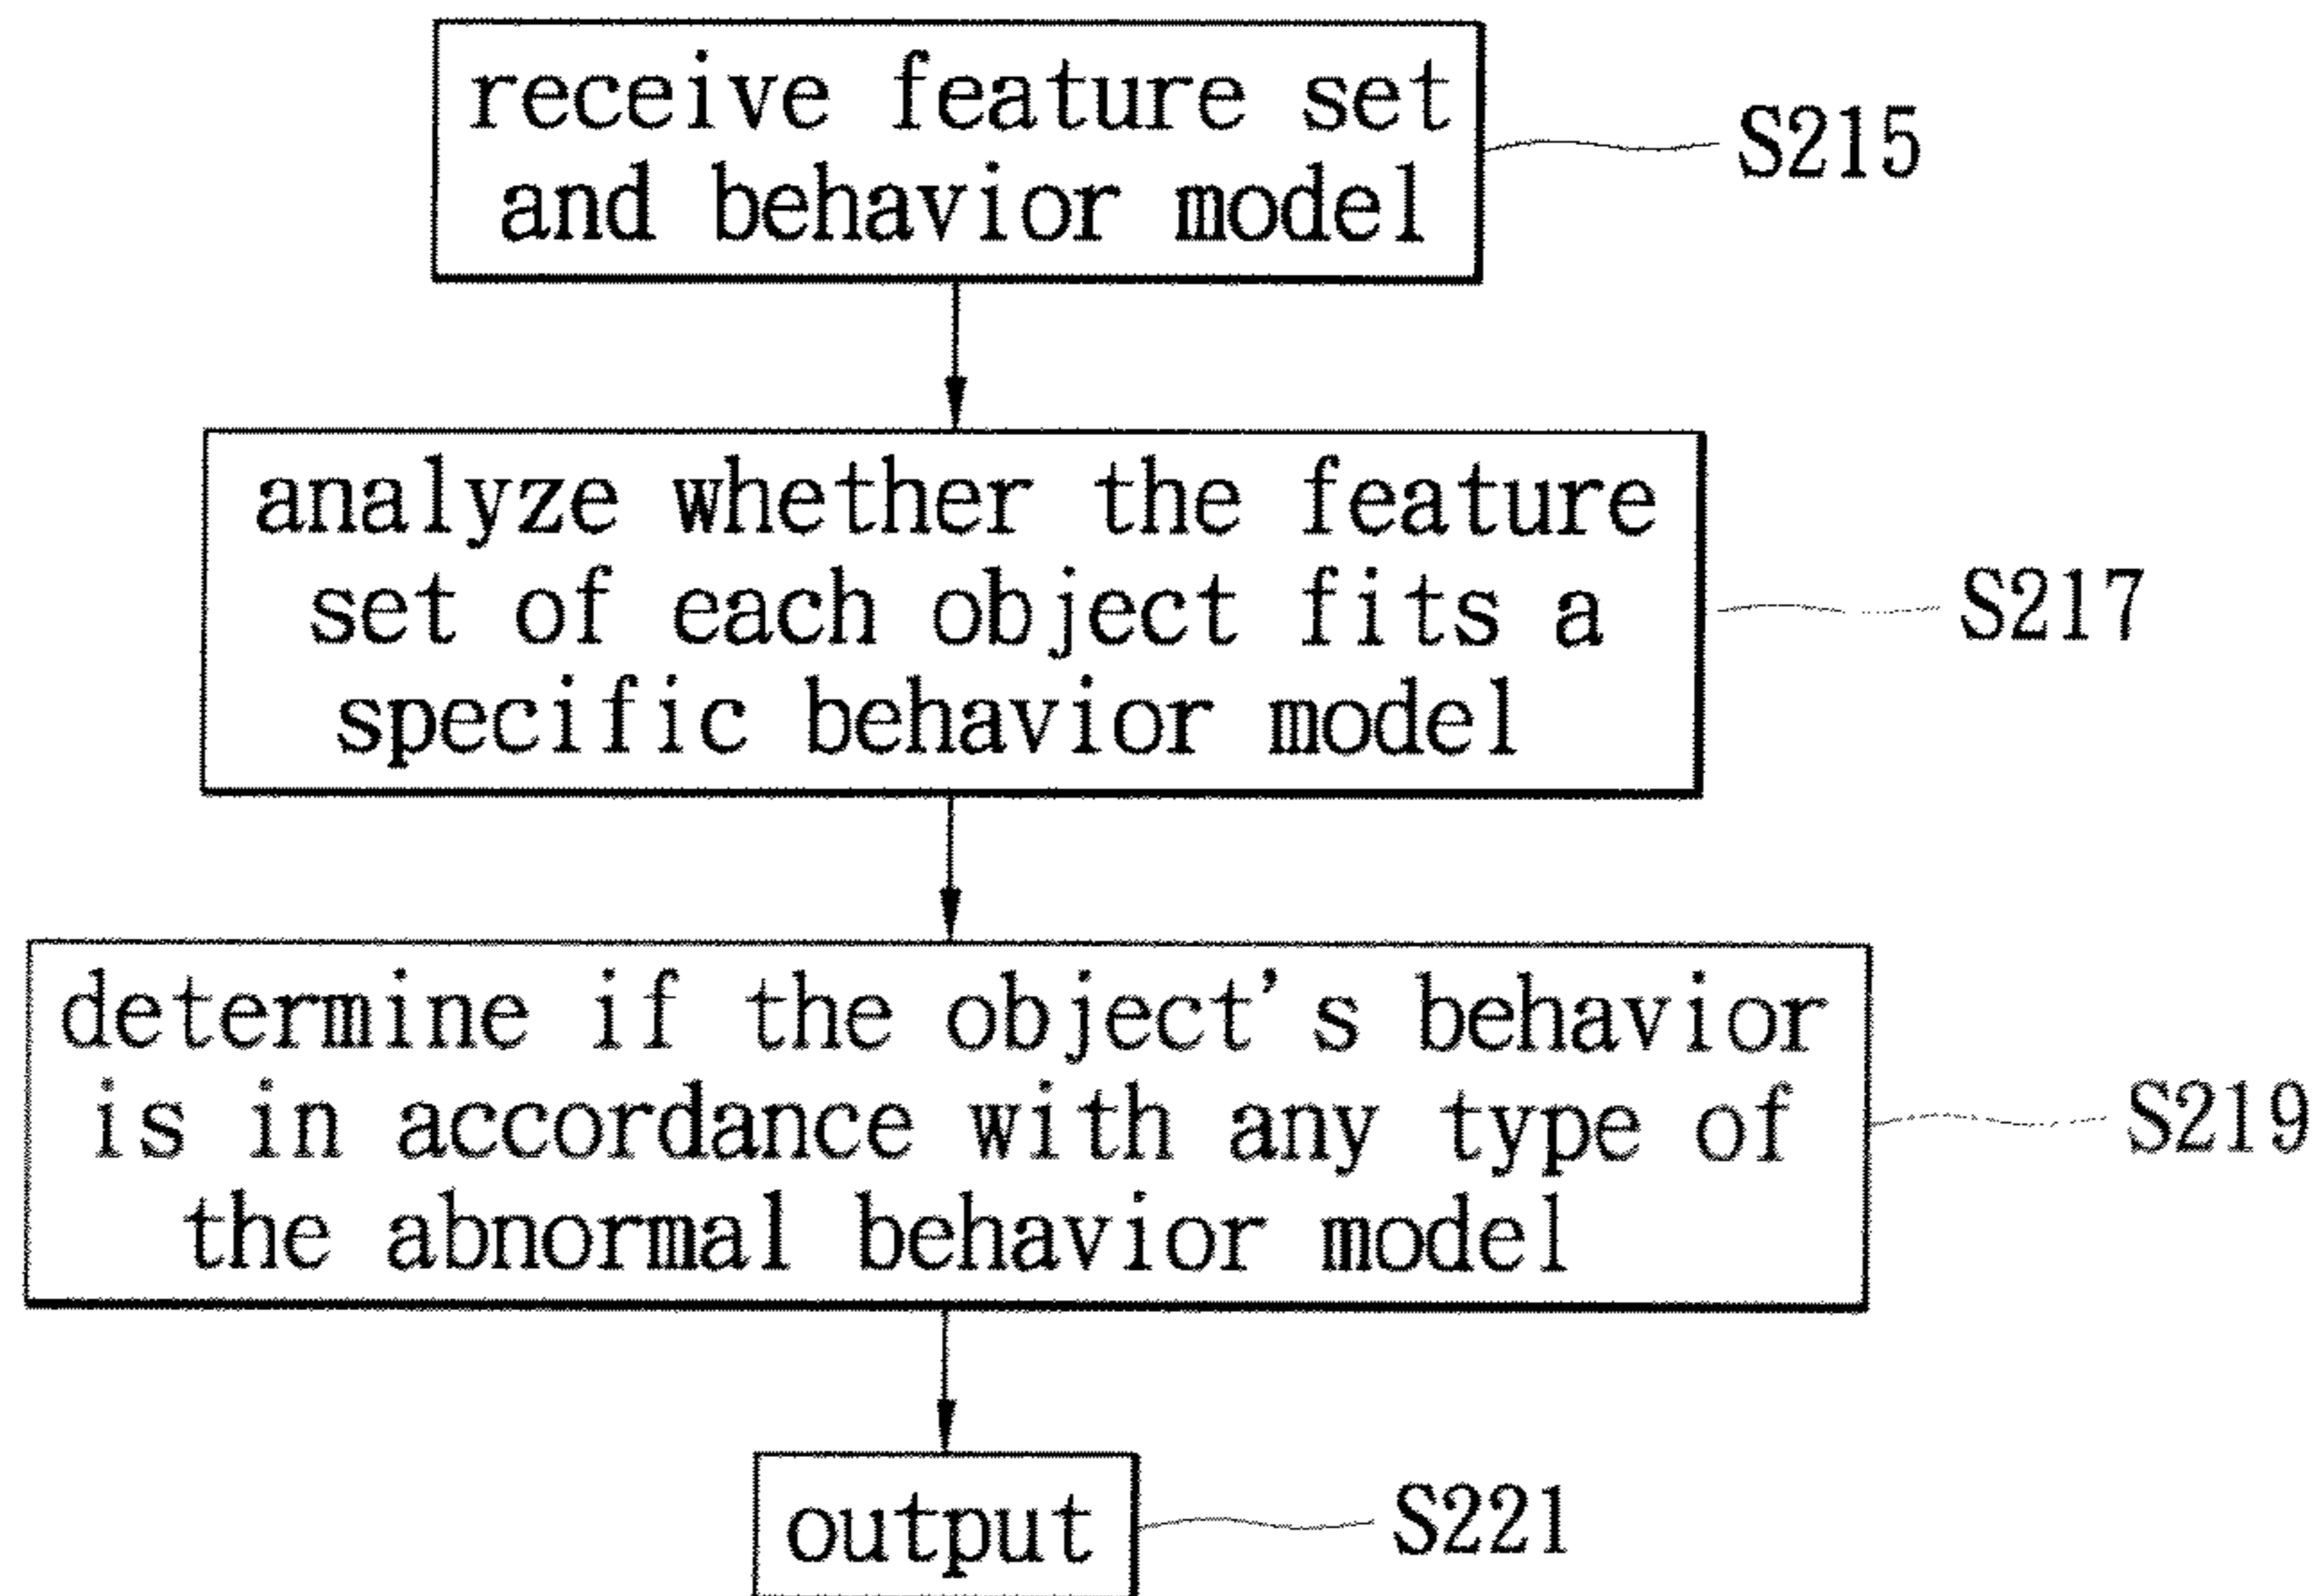 receive feature set
and behavior model
S215
analyze whether the feature
set of each object fits a
specific behavior model
S217
determine if the object's behavior
is in accordance with any type of
the abnormal behavior model
S219
output
S221